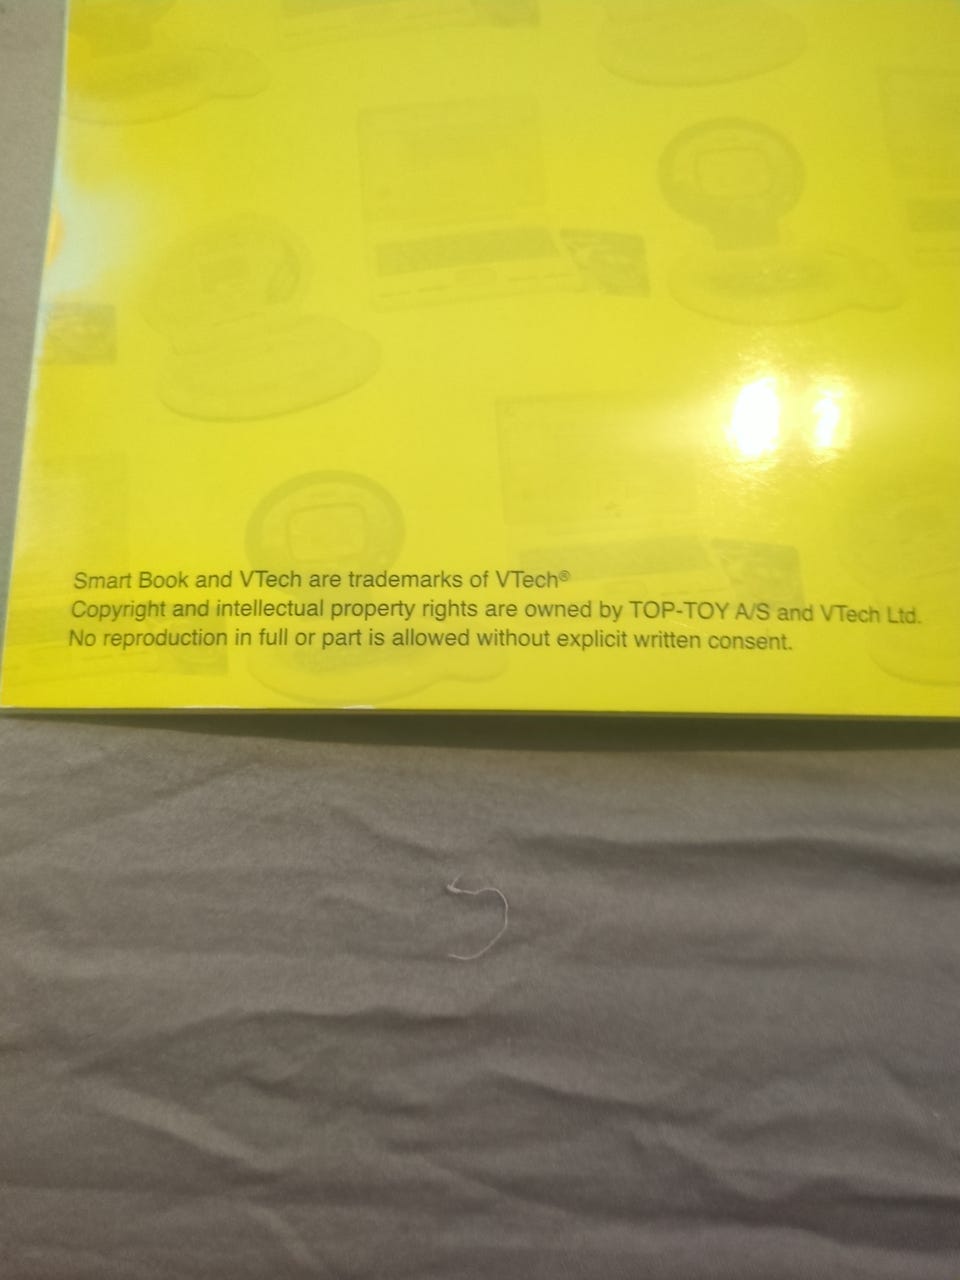 Smart Book and VTech are trademarks of VTech®
Copyright and intellectual property rights are owned by TOP-TOY A/S and VTech Ltd.
No reproduction in full or part is allowed without explicit written consent.